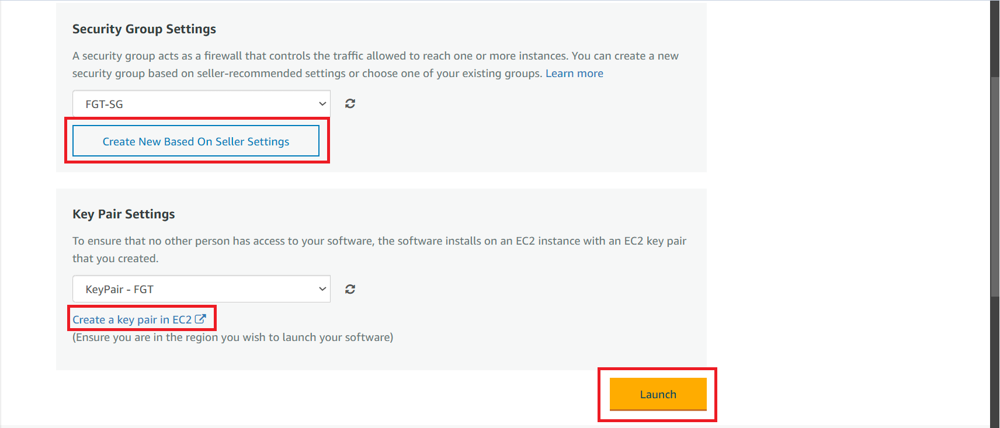 Security Group Settings
A security group acts as a firewall that controls the traffic allowed to reach one or more instances. You can create a new
security group based on seller-recommended settings or choose one of your existing groups. Learn more
FGT-SG
Create New Based On Seller Settings
Key Pair Settings
To ensure that no other person has access to your software, the software installs on an EC2 instance with an EC2 key pair
that you created.
KeyPair - FGT
Create a key pair in EC2
(Ensure you are in the region you wish to launch your software)
Launch